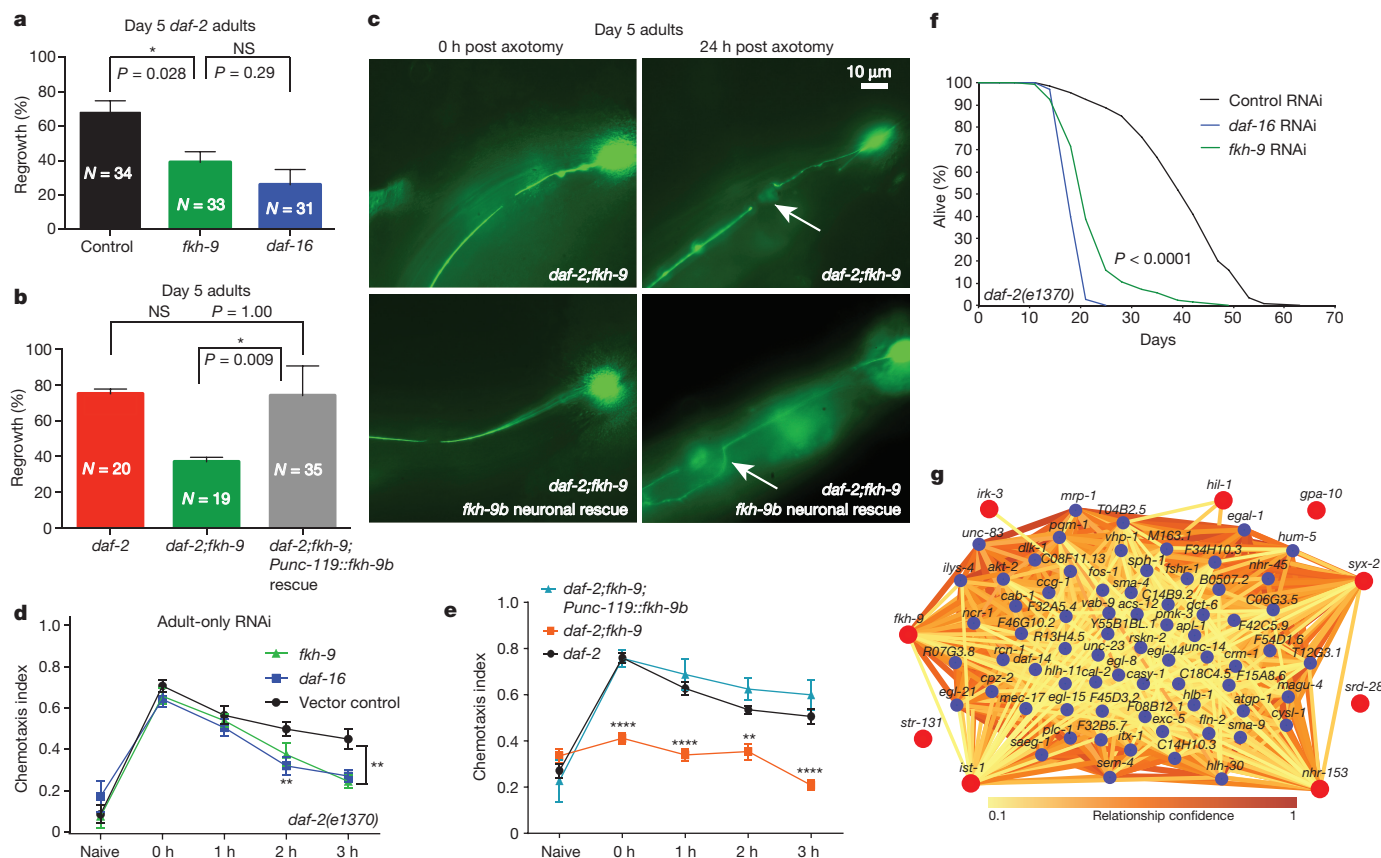 a
Day 5 daf-2 adults
*
NS
P = 0.028
P = 0.29
Regrowth (%)
100
80
60
40
20
0
N = 34
N = 33
N = 31
Control
fkh-9
daf-16
b
Day 5 adults
NS
P = 1.00
*
P = 0.009
Regrowth (%)
100
80
60
40
20
0
N = 20
N = 19
N = 35
daf-2
daf-2;fkh-9
daf-2;fkh-9;
Punc-119::fkh-9b
rescue
c
Day 5 adults
0 h post axotomy
24 h post axotomy
10 μm
daf-2;fkh-9
daf-2;fkh-9
daf-2;fkh-9
fkh-9b neuronal rescue
daf-2;fkh-9
fkh-9b neuronal rescue
d
Adult-only RNAi
Chemotaxis index
1.0
0.8
0.6
0.4
0.2
0
fkh-9
daf-16
Vector control
**
**
daf-2(e1370)
Naive
0 h
1 h
2 h
3 h
e
daf-2;fkh-9;
Punc-119::fkh-9b
daf-2;fkh-9
daf-2
Chemotaxis index
1.0
0.8
0.6
0.4
0.2
0
****
****
**
****
Naive
0 h
1 h
2 h
3 h
f
Alive (%)
100
90
80
70
60
50
40
30
20
10
0
Control RNAi
daf-16 RNAi
fkh-9 RNAi
P < 0.0001
daf-2(e1370)
0
10
20
30
40
50
60
70
Days
g
irk-3
mrp-1
hil-1
gpa-10
T04B2.5
egal-1
unc-83
pqm-1
vhp-1
M163.1
hum-5
dlk-1
C08F11.13
sph-1
F34H10.3
syx-2
ilys-4
akt-2
ccg-1
fos-1
fshr-1
nhr-45
sma-4
B0507.2
cab-1
C14B9.2
C06G3.5
ncr-1
F32A5.4
vab-9
acs-12
pmk-3
dct-6
fkh-9
F46G10.2
Y55B1BL.1
apl-1
F42C5.9
R13H4.5
rskn-2
F54D1.6
R07G3.8
rcn-1
unc-23
egl-44
unc-14
crm-1
T12G3.1
daf-14
egl-8
cpz-2
hlh-11
cal-2
casy-1
C18C4.5
F15A8.6
srd-28
egl-21
mec-17
egl-15
F45D3.2
hlb-1
atgp-1
magu-4
F08B12.1
cysl-1
str-131
plc-1
F32B5.7
exc-5
fln-2
sma-9
saeg-1
itx-1
C14H10.3
ist-1
sem-4
hlh-30
nhr-153
0.1
Relationship confidence
1